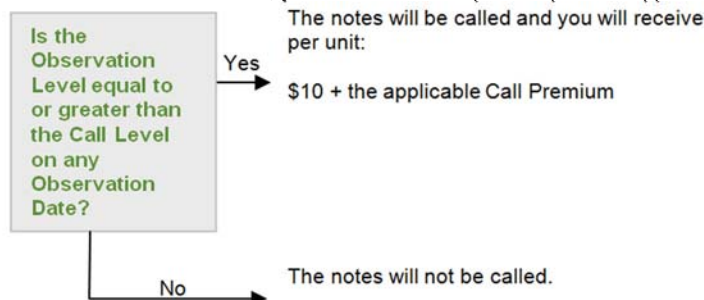 Is the
Observation
Level equal to
or greater than
the Call Level
on any
Observation
Date?
Yes
The notes will be called and you will receive
per unit:
$10 + the applicable Call Premium
No
The notes will not be called.